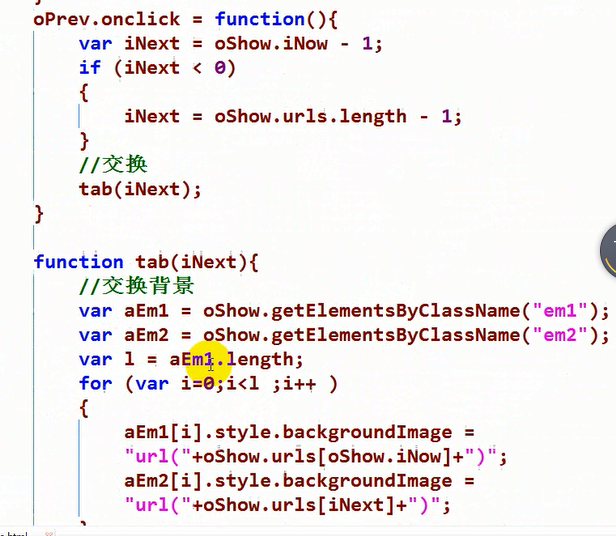 oPrev.onclick = function(){
var iNext = oShow.iNow - 1;
if (iNext < 0)
{
iNext = oShow.urls.length - 1;
}
//交换
tab(iNext);
}
function tab(iNext){
//交换背景
var aEm1 = oShow.getElementsByClassName("em1");
var aEm2 = oShow.getElementsByClassName("em2");
var l = aEm1.length;
for (var i=0;i<l ;i++ )
{
aEm1[i].style.backgroundImage =
"url("+oShow.urls[oShow.iNow]+")";
aEm2[i].style.backgroundImage =
"url("+oShow.urls[iNext]+")";